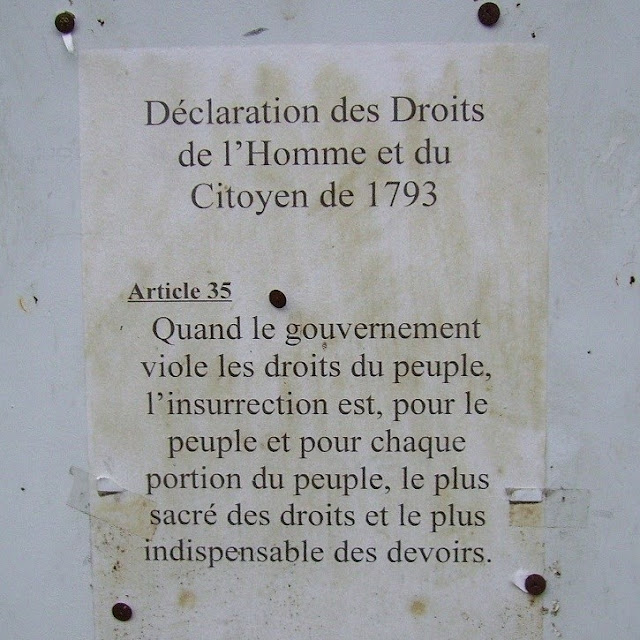 Déclaration des Droits
de l'Homme et du
Citoyen de 1793
Article 35
Quand le gouvernement
viole les droits du peuple,
l'insurrection est, pour le
peuple et pour chaque
portion du peuple, le plus
sacré des droits et le plus
indispensable des devoirs.